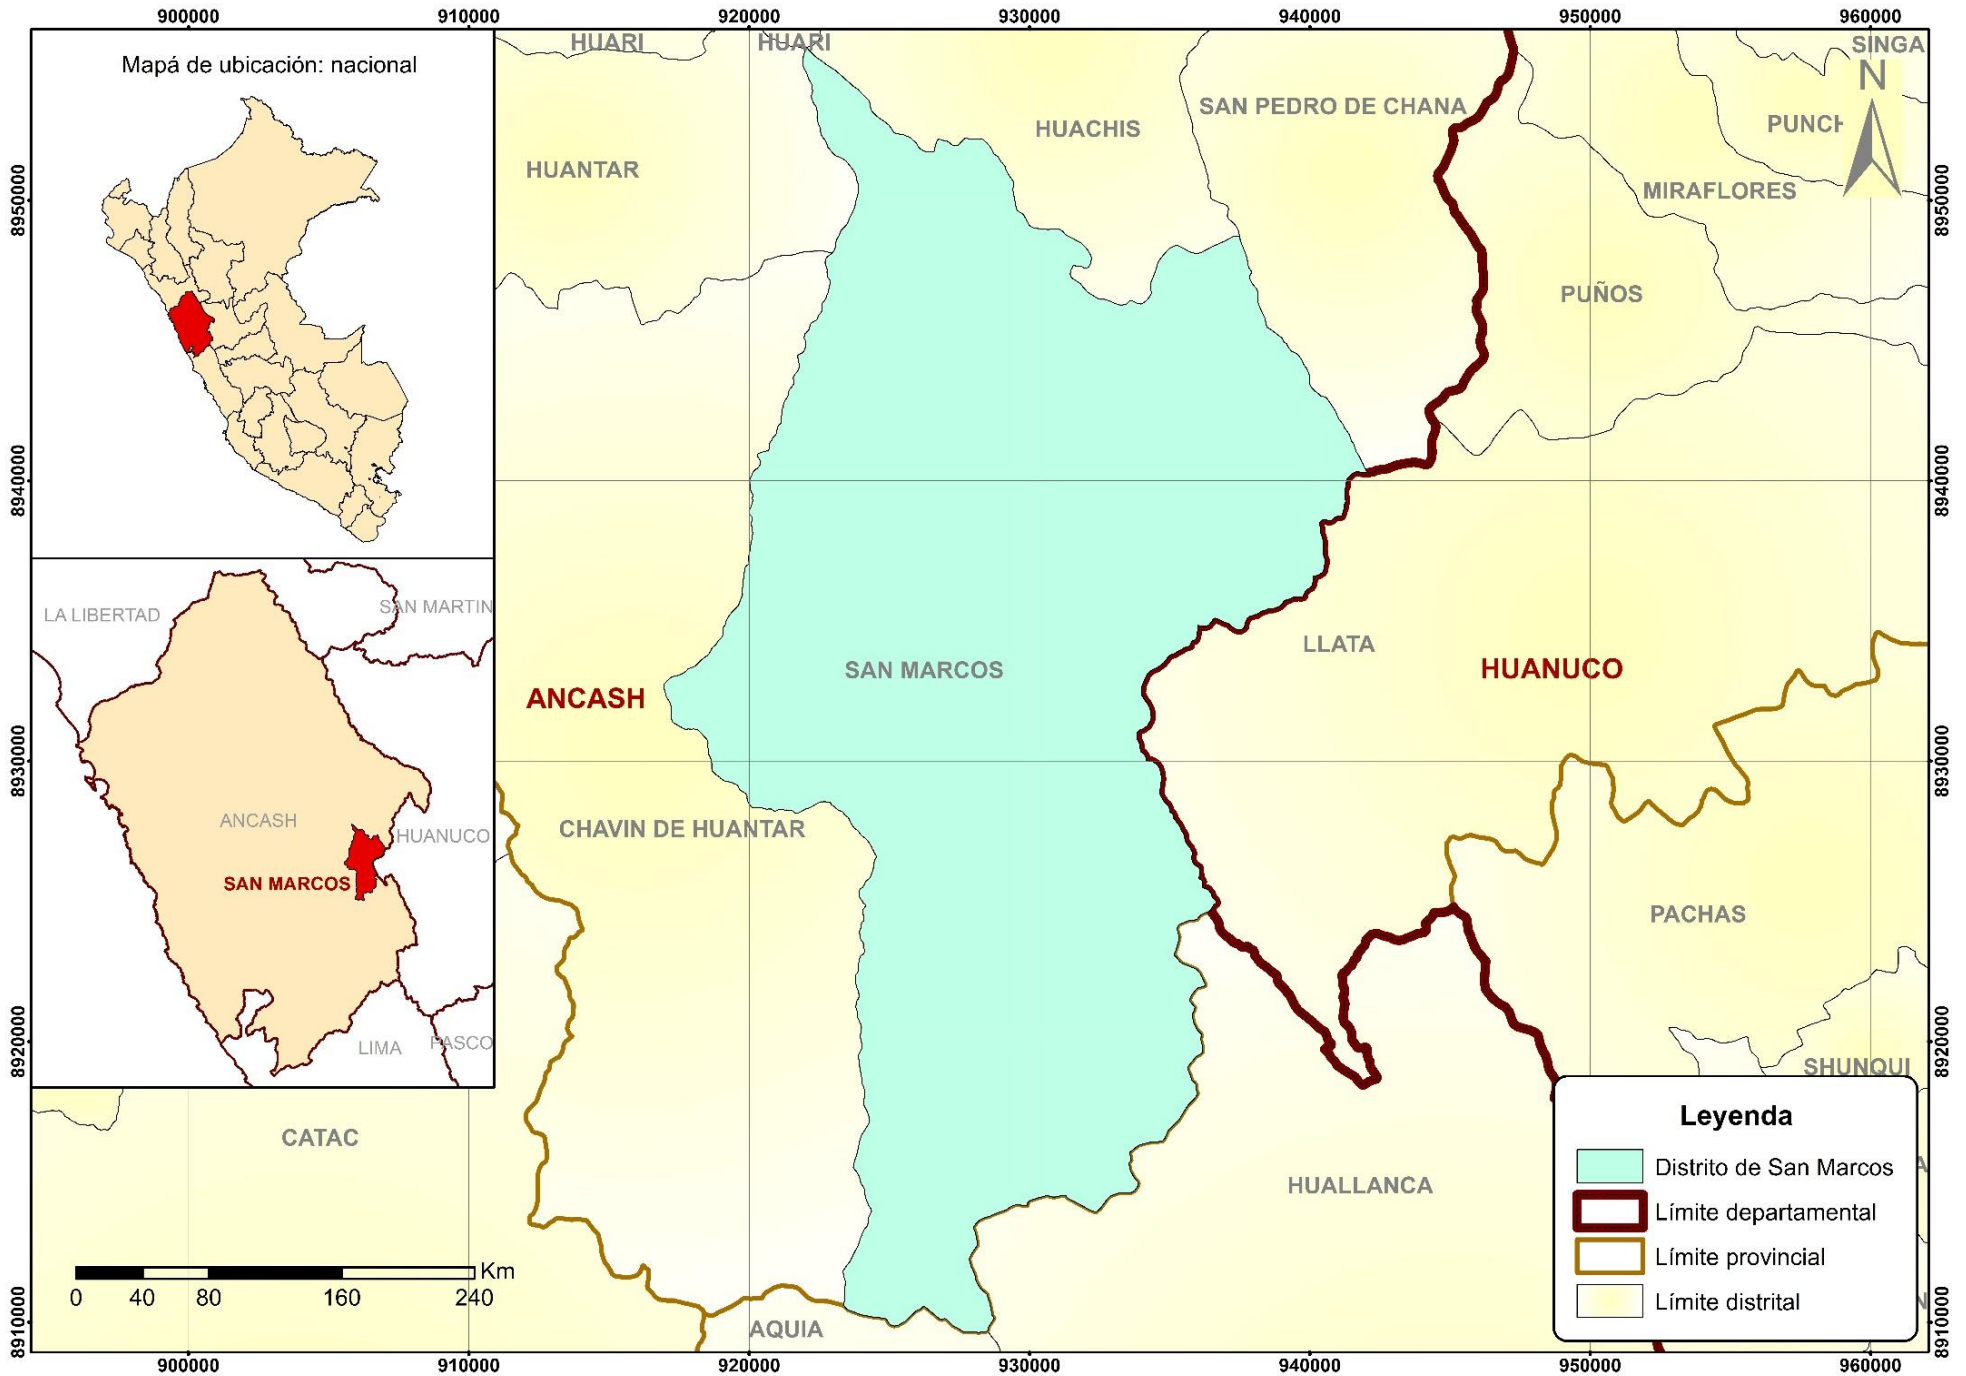 900000 910000 920000 930000 940000 950000 960000
Mapá de ubicación: nacional
HUARI
HUARI
SINGA
N
HUACHIS
SAN PEDRO DE CHANA
PUNCH
HUANTAR
MIRAFLORES
8950000
8950000
PUÑOS
8940000
8940000
LA LIBERTAD
SAN MARTIN
ANCASH
HUANUCO
SAN MARCOS
LIMA
PASCO
SAN MARCOS
LLATA
HUANUCO
ANCASH
8930000
8930000
CHAVIN DE HUANTAR
PACHAS
8920000
8920000
SHUNQUI
CATAC
HUALLANCA
AQUIA
Km
0 40 80 160 240
8910000
8910000
Leyenda
Distrito de San Marcos
Límite departamental
Límite provincial
Límite distrital
900000 910000 920000 930000 940000 950000 960000